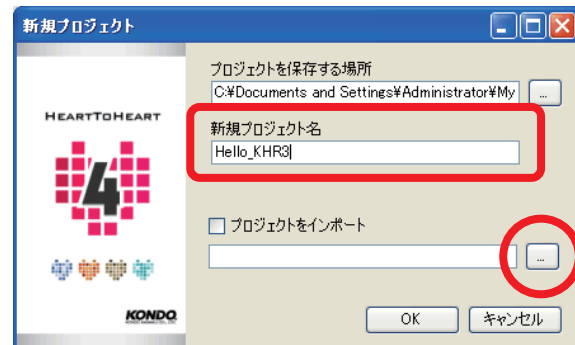 新規プロジェクト
プロジェクトを保存する場所
C:¥Documents and Settings¥Administrator¥My
...
HEARTTOHEART
4
新規プロジェクト名
Hello_KHR3
プロジェクトをインポート
...
KONDO
OK
キャンセル